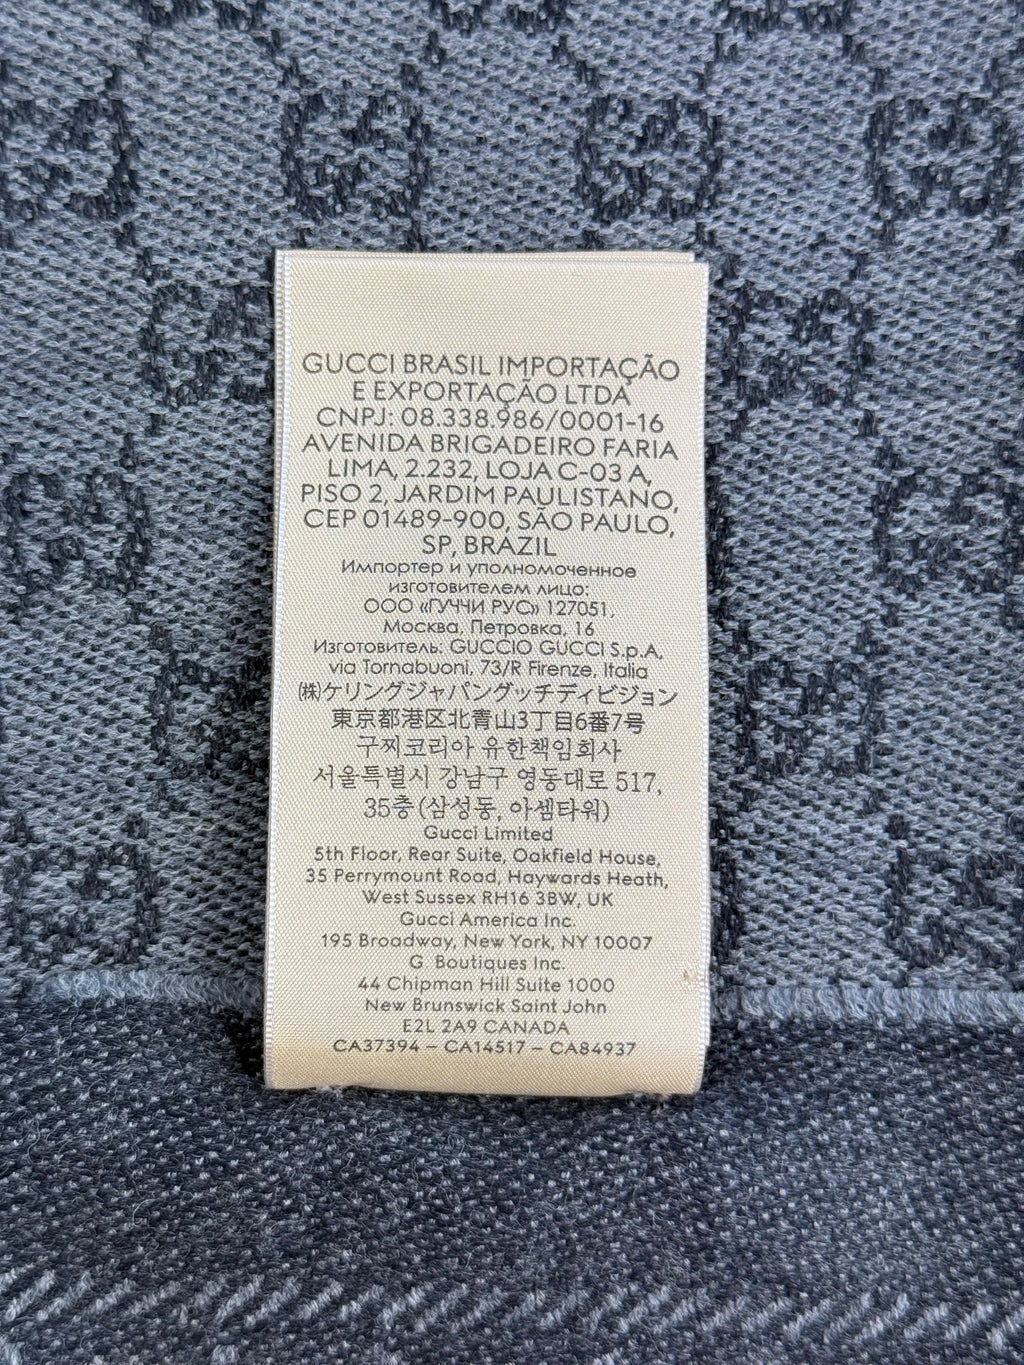 GUCCI BRASIL IMPORTAÇÃO
E EXPORTAÇÃO LTDA
CNPJ: 08.338.986/0001-16
AVENIDA BRIGADEIRO FARIA
LIMA, 2.232, LOJA C-03 A,
PISO 2, JARDIM PAULISTANO,
CEP 01489-900, SÃO PAULO,
SP, BRAZIL
Импортер и уполномоченное
изготовителем лицо:
ООО «ГУЧЧИ РУС» 127051,
Москва, Петровка, 16
Изготовитель: GUCCIO GUCCI S.p.A,
via Tornabuoni, 73/R Firenze, Italia
㈱ケリングジャパングッチディビジョン
東京都港区北青山3丁目6番7号
구찌코리아 유한책임회사
서울특별시 강남구 영동대로 517,
35층(삼성동, 아셈타워)
Gucci Limited
5th Floor, Rear Suite, Oakfield House,
35 Perrymount Road, Haywards Heath,
West Sussex RH16 3BW, UK
Gucci America Inc.
195 Broadway, New York, NY 10007
G. Boutiques Inc.
44 Chipman Hill Suite 1000
New Brunswick Saint John
E2L 2A9 CANADA
CA37394 – CA14517 – CA84937